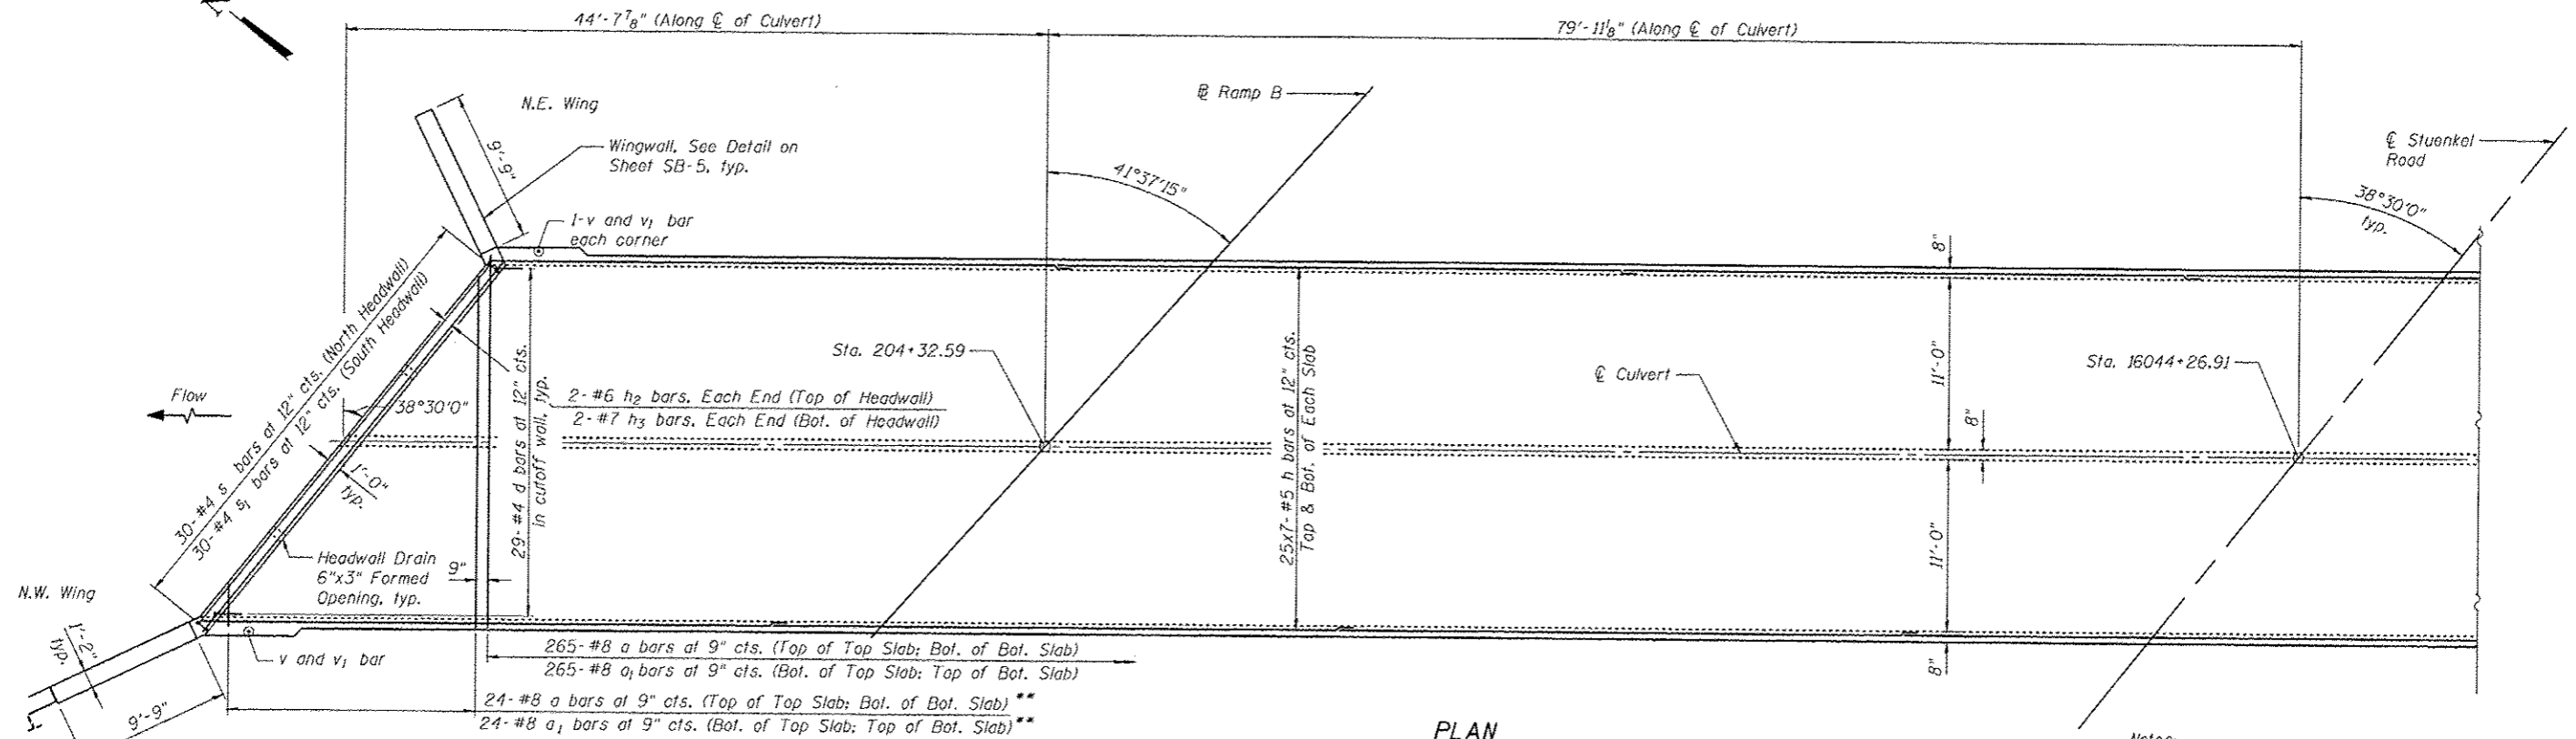 44'-7 7/8" (Along ℄ of Culvert)
79'-11 1/8" (Along ℄ of Culvert)
N.E. Wing
9'-9"
Wingwall, See Detail on
Sheet SB-5, typ.
1-v and v1 bar
each corner
℄ Ramp B
41°37'15"
℄ Stuenkel
Road
38°30'0"
typ.
8"
30-#4 s bars at 12" cts. (North Headwall)
30-#4 s1 bars at 12" cts. (South Headwall)
Flow
38°30'0"
1'-0"
typ.
29-#4 d bars at 12" cts.
in cutoff wall, typ.
2-#6 h2 bars, Each End (Top of Headwall)
2-#7 h3 bars, Each End (Bot. of Headwall)
Sta. 204+32.59
25x7-#5 h bars at 12" cts.
Top & Bot. of Each Slab
℄ Culvert
11'-0"
8"
11'-0"
8"
Sta. 16044+26.91
Headwall Drain
6"x3" Formed
Opening, typ.
9"
N.W. Wing
1'-2"
typ.
9'-9"
v and v1 bar
265-#8 a bars at 9" cts. (Top of Top Slab; Bot. of Bot. Slab)
265-#8 a1 bars at 9" cts. (Bot. of Top Slab; Top of Bot. Slab)
24-#8 a bars at 9" cts. (Top of Top Slab; Bot. of Bot. Slab) **
24-#8 a1 bars at 9" cts. (Bot. of Top Slab; Top of Bot. Slab) **
PLAN
Notes: